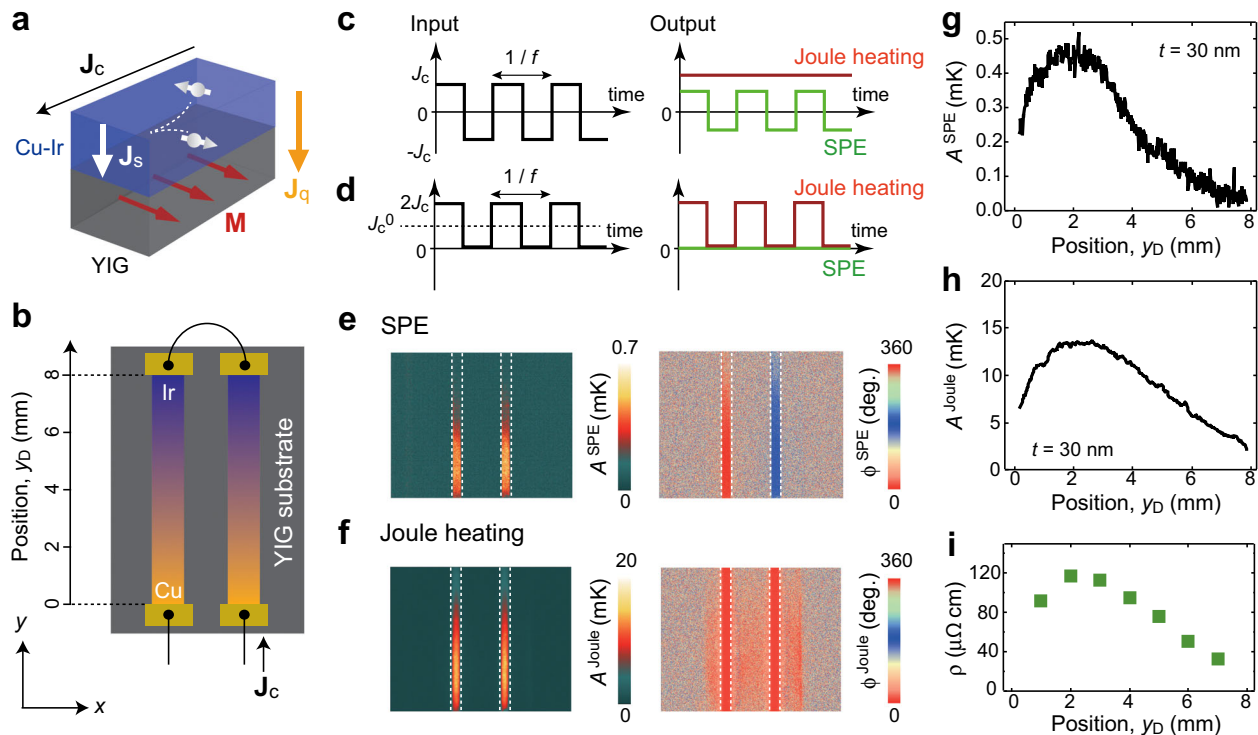 a
J_c
Cu-Ir
J_s
J_q
M
YIG
b
Position, y_D (mm)
8
6
4
2
0
Ir
Cu
YIG substrate
J_c
y
x
c
Input
Output
J_c
0
-J_c
1 / f
time
Joule heating
0
time
SPE
d
2J_c
J_c^0
0
1 / f
time
Joule heating
0
time
SPE
e SPE
0.7
A^SPE (mK)
0
360
ϕ^SPE (deg.)
0
f Joule heating
20
A^Joule (mK)
0
360
ϕ^Joule (deg.)
0
g
A^SPE (mK)
0.5
0.4
0.3
0.2
0.1
0.0
t = 30 nm
0 2 4 6 8
Position, y_D (mm)
h
A^Joule (mK)
20
15
10
5
0
t = 30 nm
0 2 4 6 8
Position, y_D (mm)
i
ρ (μΩ cm)
120
80
40
0
0 2 4 6 8
Position, y_D (mm)